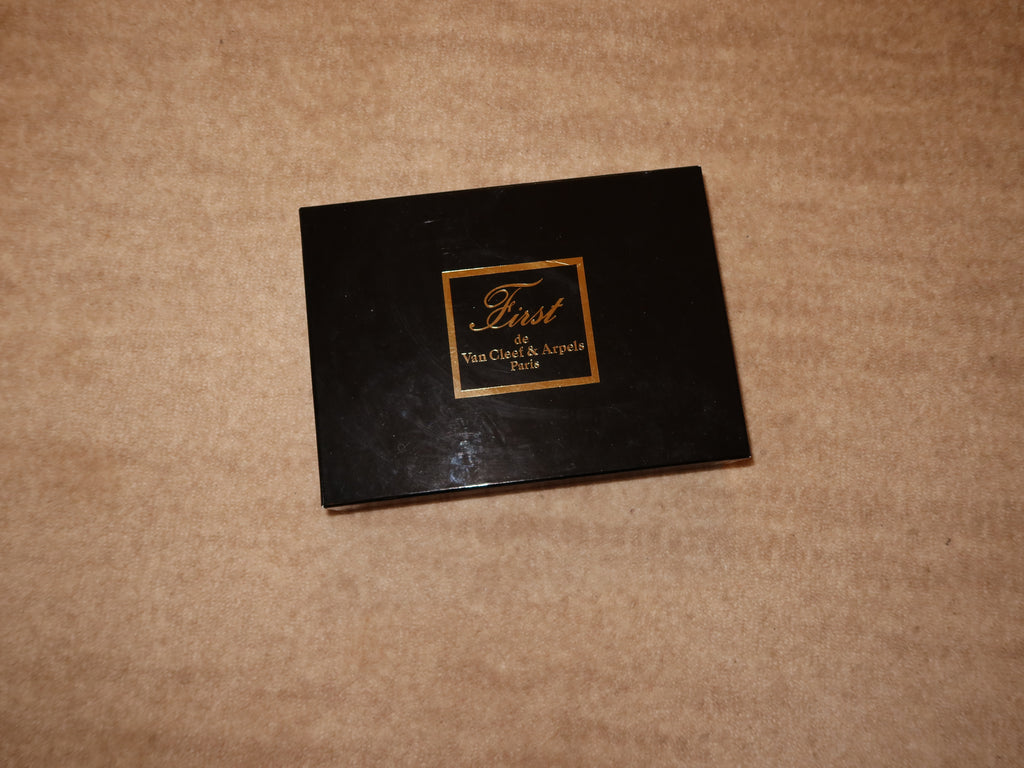 First
de
Van Cleef & Arpels
Paris